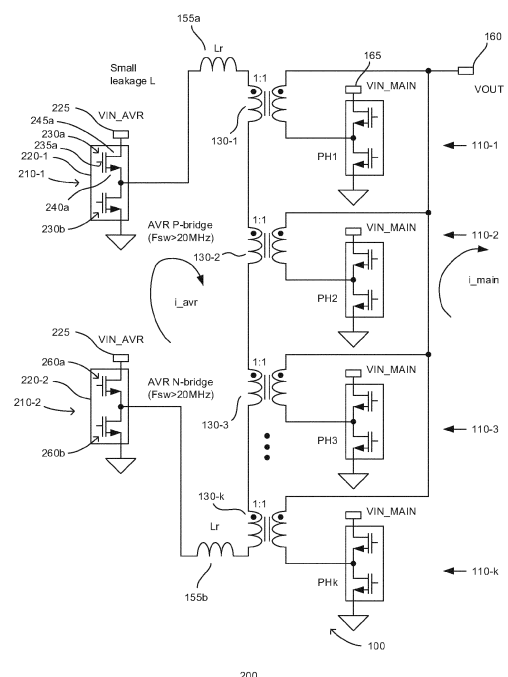 155a
Lr
160
Small
leakage L
1:1
165
VIN_MAIN
VOUT
225
VIN_AVR
245a
230a
235a
220-1
210-1
240a
230b
130-1
PH1
110-1
AVR P-bridge
(Fsw>20MHz)
1:1
130-2
VIN_MAIN
110-2
PH2
i_avr
i_main
225
VIN_AVR
260a
220-2
210-2
260b
AVR N-bridge
(Fsw>20MHz)
1:1
130-3
VIN_MAIN
PH3
110-3
130-k
1:1
VIN_MAIN
Lr
155b
PHk
110-k
100
200